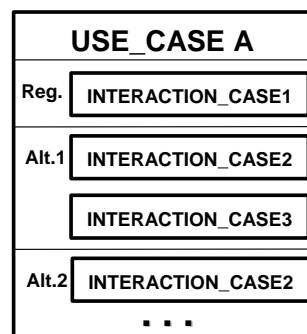 USE_CASE A
Reg. INTERACTION_CASE1
Alt.1 INTERACTION_CASE2
INTERACTION_CASE3
Alt.2 INTERACTION_CASE2
...